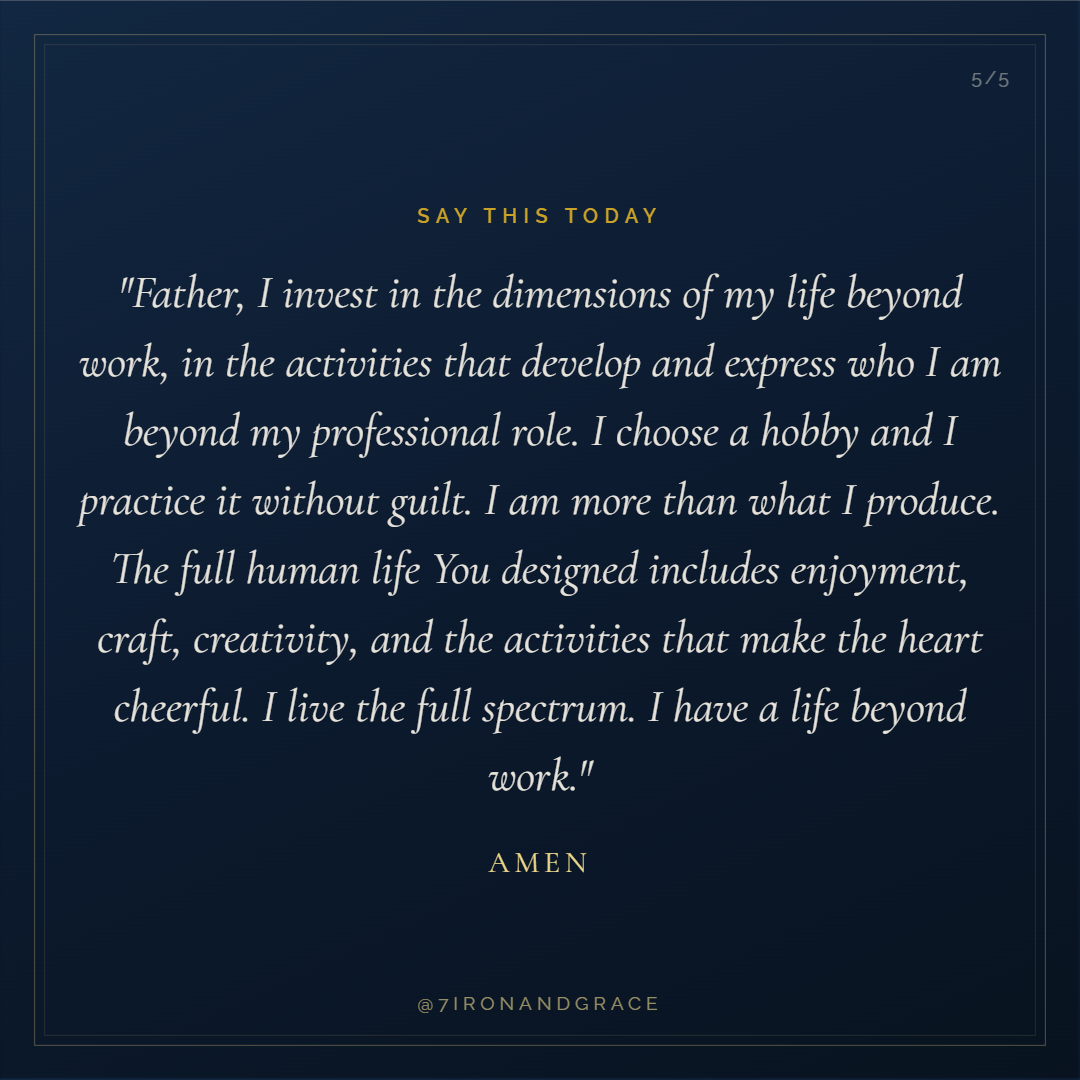 5/5
SAY THIS TODAY
"Father, I invest in the dimensions of my life beyond
work, in the activities that develop and express who I am
beyond my professional role. I choose a hobby and I
practice it without guilt. I am more than what I produce.
The full human life You designed includes enjoyment,
craft, creativity, and the activities that make the heart
cheerful. I live the full spectrum. I have a life beyond
work."
AMEN
@7IRONANDGRACE